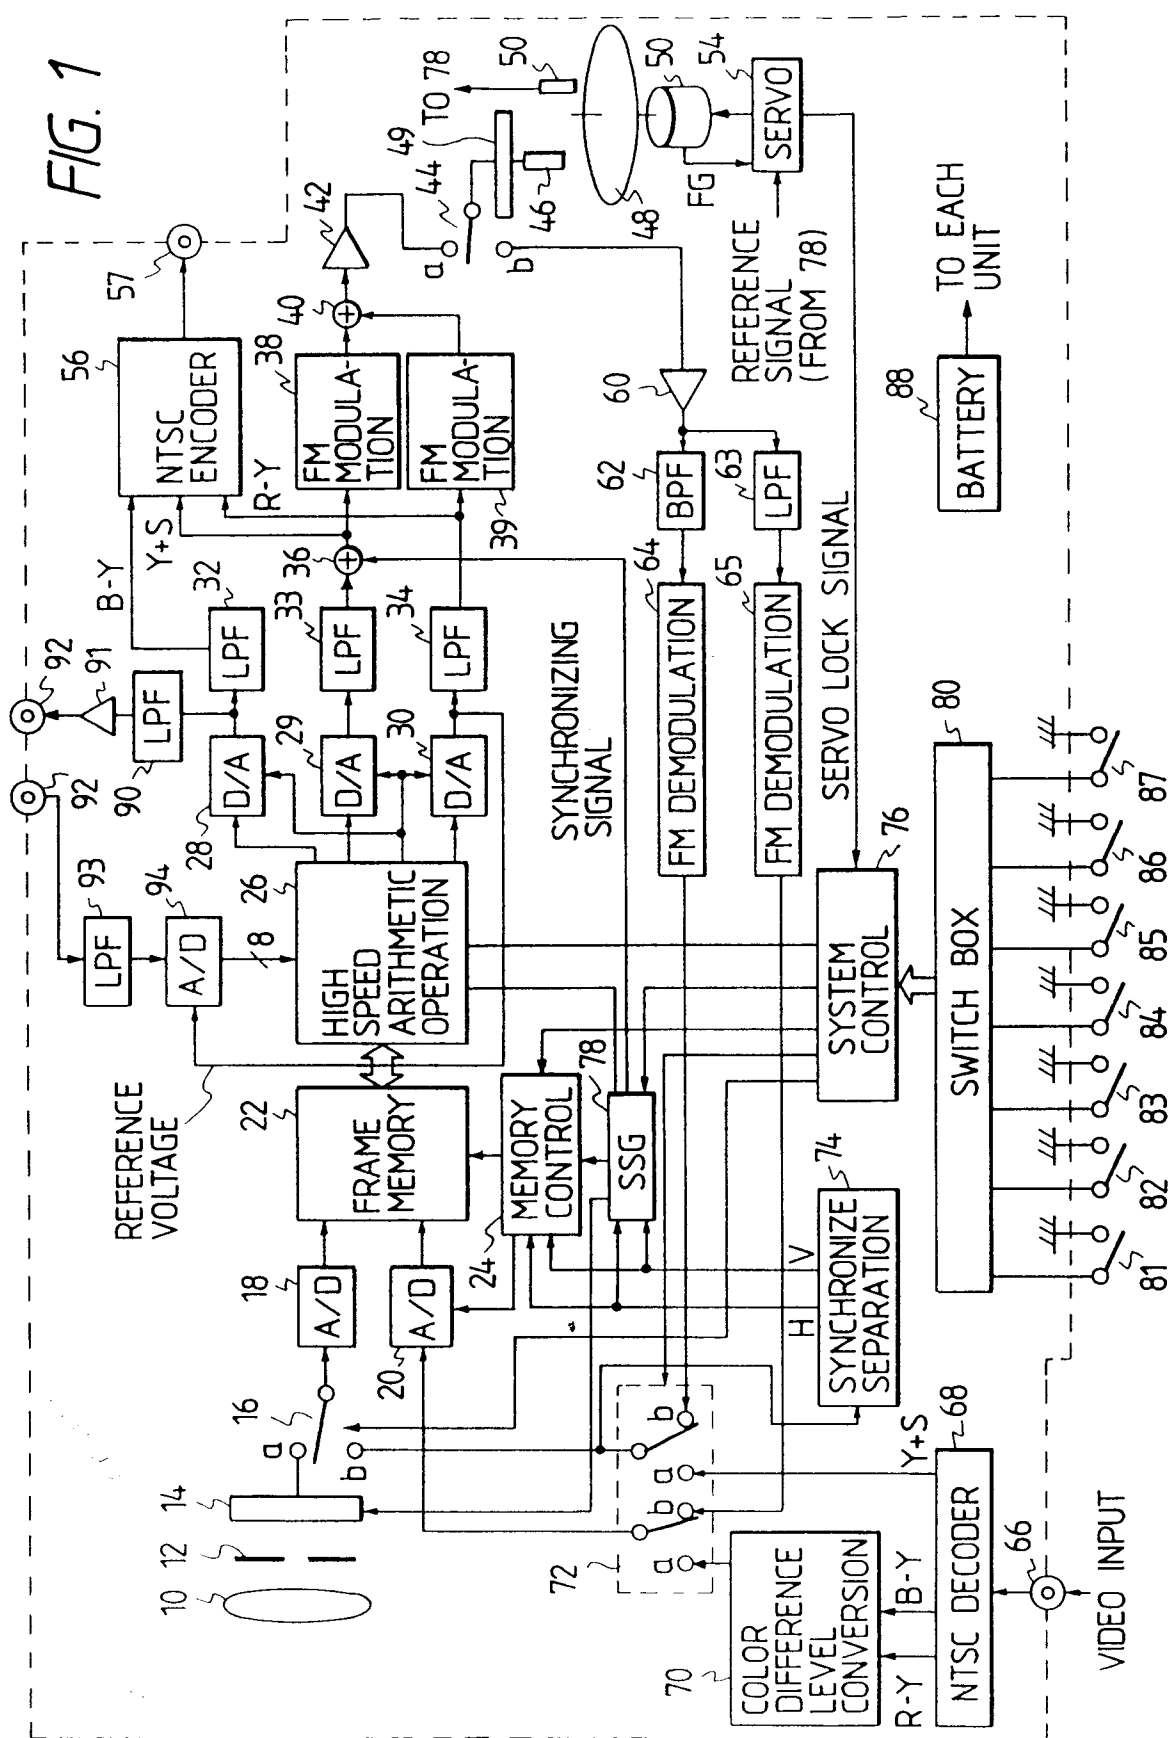 FIG. 1
57
56
NTSC
ENCODER
B-Y
Y+S
R-Y
92
91
LPF
90
32
LPF
92
93
LPF
94
A/D
8
28
D/A
29
D/A
30
D/A
33
LPF
34
LPF
36
38
FM
MODULA-
TION
FM
MODULA-
TION
39
40
42
a
b
44
49
TO 78
50
46
48
50
FG
54
SERVO
REFERENCE
SIGNAL
(FROM 78)
REFERENCE
VOLTAGE
26
HIGH
SPEED
ARITHMETIC
OPERATION
22
FRAME
MEMORY
SYNCHRONIZING
SIGNAL
24
MEMORY
CONTROL
78
SSG
18
A/D
20
A/D
16
a
b
14
12
10
60
62
BPF
63
LPF
64
FM DEMODULATION
65
FM DEMODULATION
SERVO LOCK SIGNAL
88
BATTERY
TO EACH
UNIT
76
SYSTEM
CONTROL
74
SYNCHRONIZE
SEPARATION
H
V
72
a
b
a
b
70
COLOR
DIFFERENCE
LEVEL
CONVERSION
R-Y
B-Y
Y+S
68
NTSC DECODER
66
VIDEO INPUT
80
SWITCH BOX
81
82
83
84
85
86
87